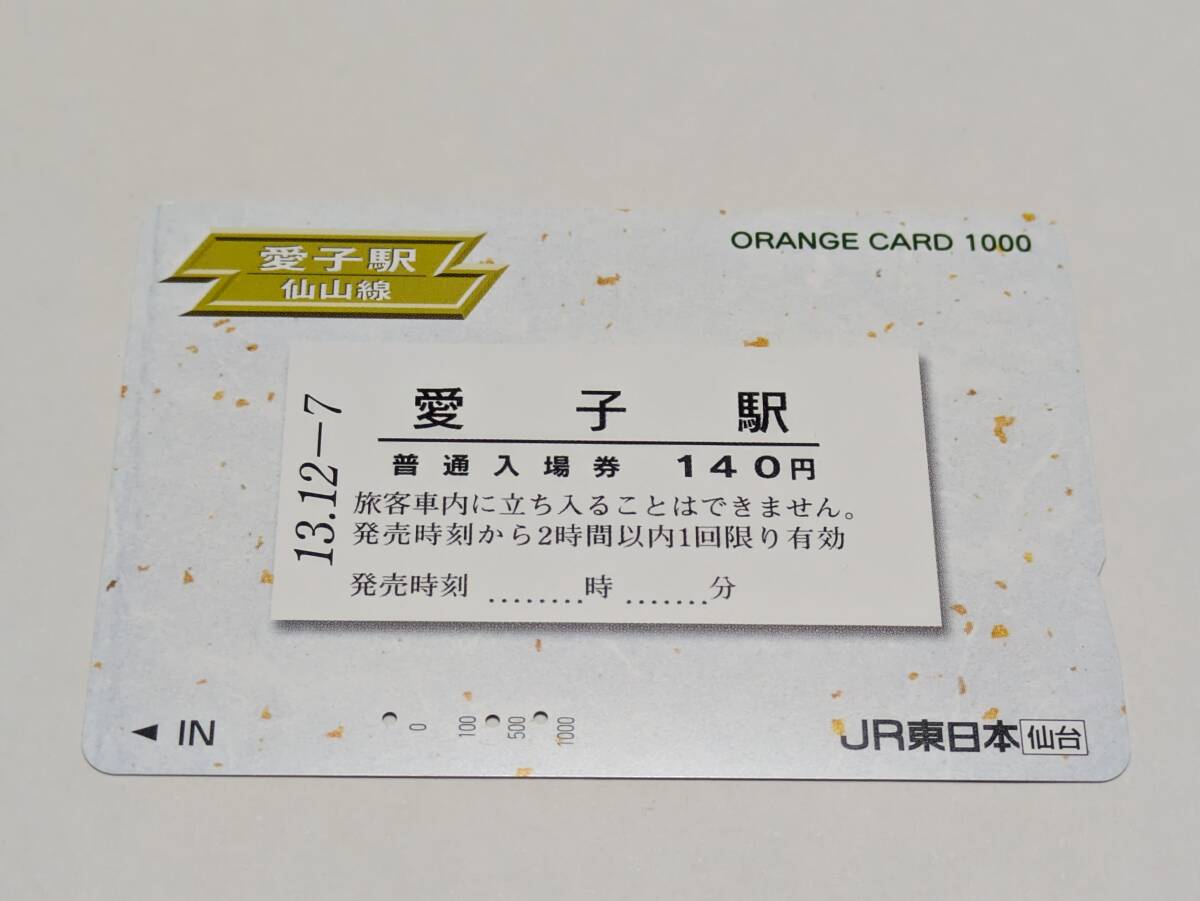 愛子駅
仙山線
ORANGE CARD 1000
13.12-7
愛子駅
普通入場券 140円
旅客車内に立ち入ることはできません。
発売時刻から2時間以内1回限り有効
発売時刻 ........時.......分
◀ IN
0 100 500 1000
JR東日本 仙台